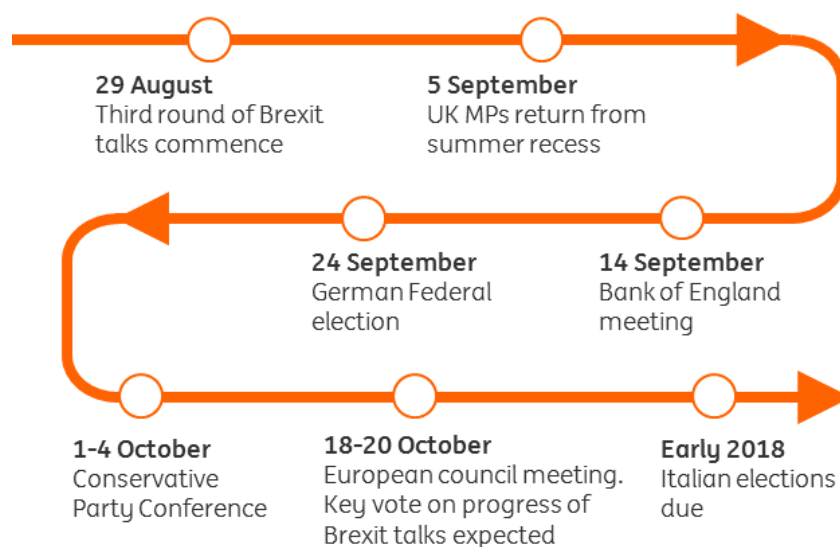 29 August
Third round of Brexit
talks commence
5 September
UK MPs return from
summer recess
14 September
Bank of England
meeting
24 September
German Federal
election
1-4 October
Conservative
Party Conference
18-20 October
European council meeting.
Key vote on progress of
Brexit talks expected
Early 2018
Italian elections
due